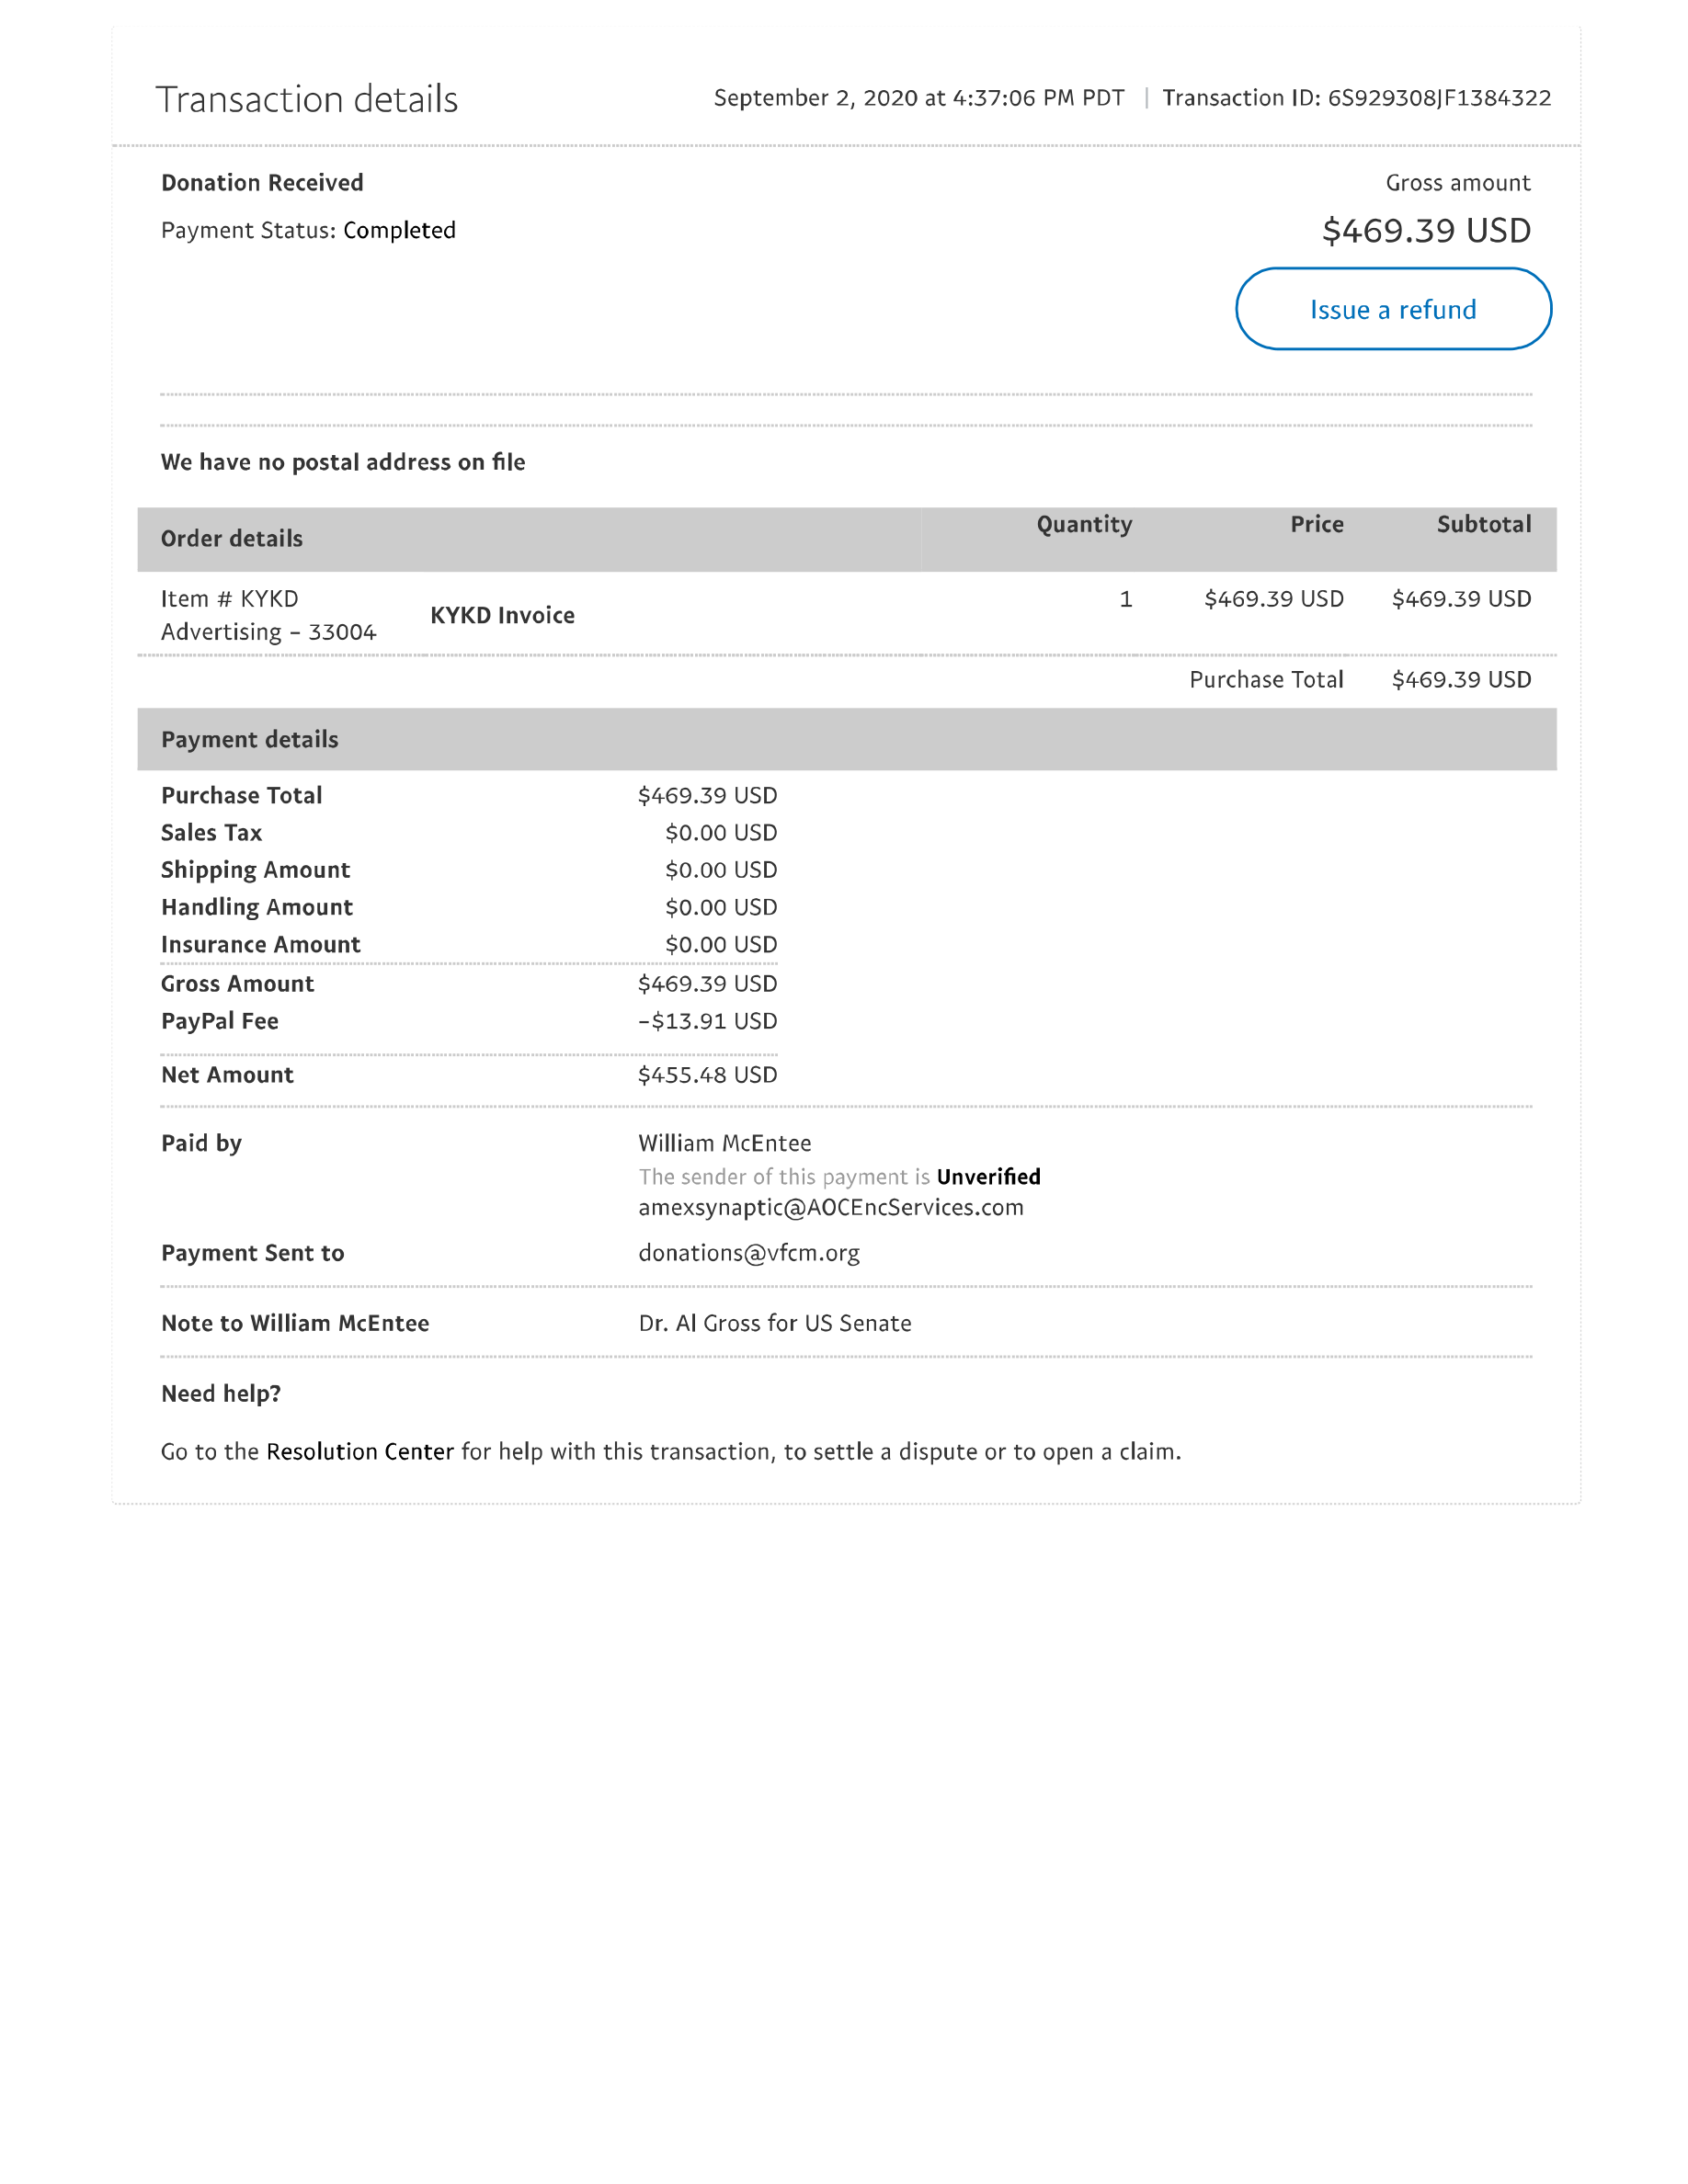 Transaction details
September 2, 2020 at 4:37:06 PM PDT | Transaction ID: 6S929308JF1384322
Donation Received
Gross amount
Payment Status: Completed
$469.39 USD
Issue a refund
We have no postal address on file
Order details Quantity Price Subtotal
Item # KYKD
Advertising – 33004
KYKD Invoice
1 $469.39 USD $469.39 USD
Purchase Total $469.39 USD
Payment details
Purchase Total $469.39 USD
Sales Tax $0.00 USD
Shipping Amount $0.00 USD
Handling Amount $0.00 USD
Insurance Amount $0.00 USD
Gross Amount $469.39 USD
PayPal Fee –$13.91 USD
Net Amount $455.48 USD
Paid by William McEntee
The sender of this payment is Unverified
amexsynaptic@AOCEncServices.com
Payment Sent to donations@vfcm.org
Note to William McEntee Dr. Al Gross for US Senate
Need help?
Go to the Resolution Center for help with this transaction, to settle a dispute or to open a claim.